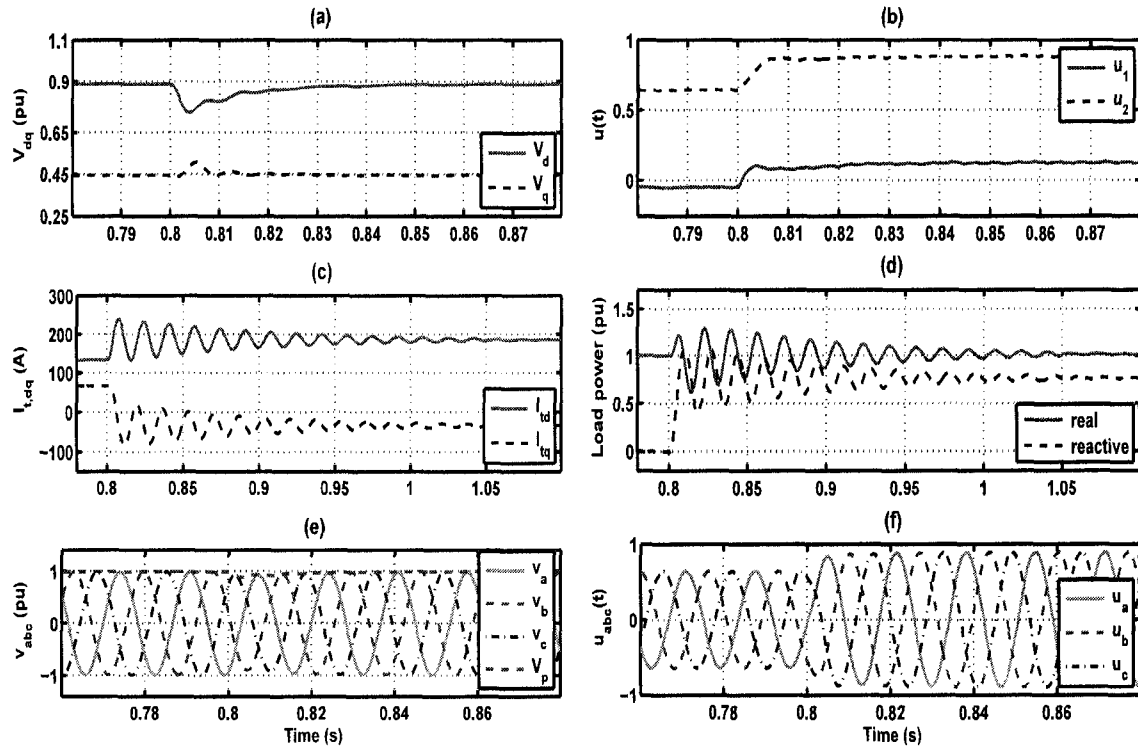 (a)
V_dq (pu)
1.1
0.9
0.65
0.45
0.25
0.79 0.8 0.81 0.82 0.83 0.84 0.85 0.86 0.87
V_d
V_q
(b)
u(t)
1
0.5
0
0.79 0.8 0.81 0.82 0.83 0.84 0.85 0.86 0.87
u_1
u_2
(c)
I_t,dq (A)
300
200
100
0
−100
0.8 0.85 0.9 0.95 1 1.05
I_td
I_tq
(d)
Load power (pu)
1.5
1
0.5
0
0.8 0.85 0.9 0.95 1 1.05
real
reactive
(e)
v_abc (pu)
1
0
−1
0.78 0.8 0.82 0.84 0.86
Time (s)
v_a
v_b
v_c
V_p
(f)
u_abc(t)
1
0
−1
0.78 0.8 0.82 0.84 0.86
Time (s)
u_a
u_b
u_c